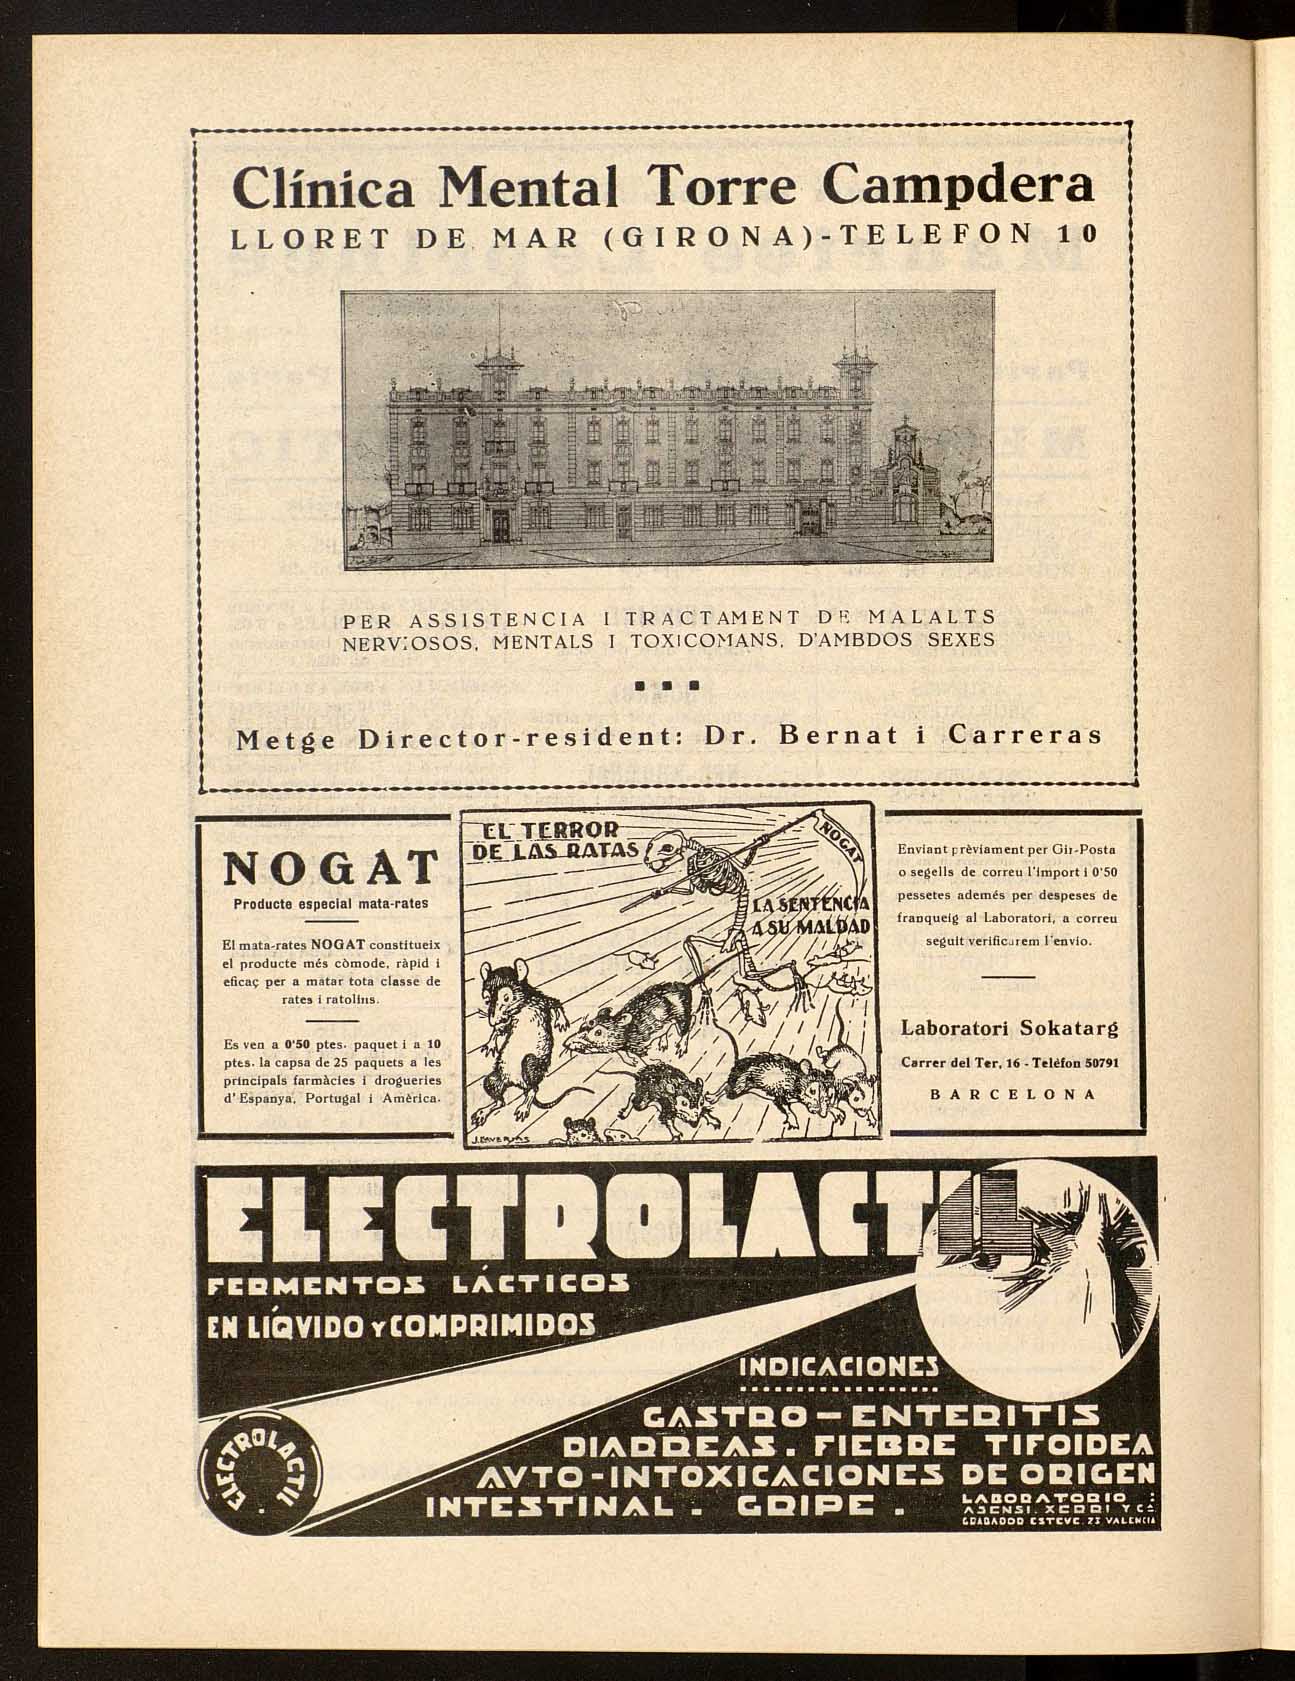 Clínica Mental Torre Campdera
LLORET DE MAR (GIRONA)-TELEFON 10
PER ASSISTENCIA I TRACTAMENT DE MALALTS
NERVIOSOS, MENTALS I TOXICOMANS, D'AMBDOS SEXES
Metge Director-resident: Dr. Bernat i Carreras
NOGAT
Producte especial mata-rates
El mata-rates NOGAT constitueix
el producte més còmode, ràpid i
eficaç per a matar tota classe de
rates i ratolins.
Es ven a 0'50 ptes. paquet i a 10
ptes. la capsa de 25 paquets a les
principals farmàcies i drogueries
d'Espanya, Portugal i Amèrica.
EL TERROR
DE LAS RATAS
NOGAT
LA SENTENCIA
A SU MALDAD
Enviant prèviament per Gir-Posta
o segells de correu l'import i 0'50
pessetes ademés per despeses de
franqueig al Laboratori, a correu
seguit verificarem l'envio.
Laboratori Sokatarg
Carrer del Ter, 16 - Telèfon 50791
BARCELONA
ELECTROLACTIL
FERMENTOS LÁCTICOS
EN LÍQVIDO Y COMPRIMIDOS
INDICACIONES
GASTRO-ENTERITIS
DIARREAS. FIEBRE TIFOIDEA
AVTO-INTOXICACIONES DE ORIGEN
INTESTINAL. GRIPE.
LABORATORIO:
ASENSI, XERRI Y Cª
GRABADOR ESTEVE, 23 VALENCIA
ELECTROLACTIL